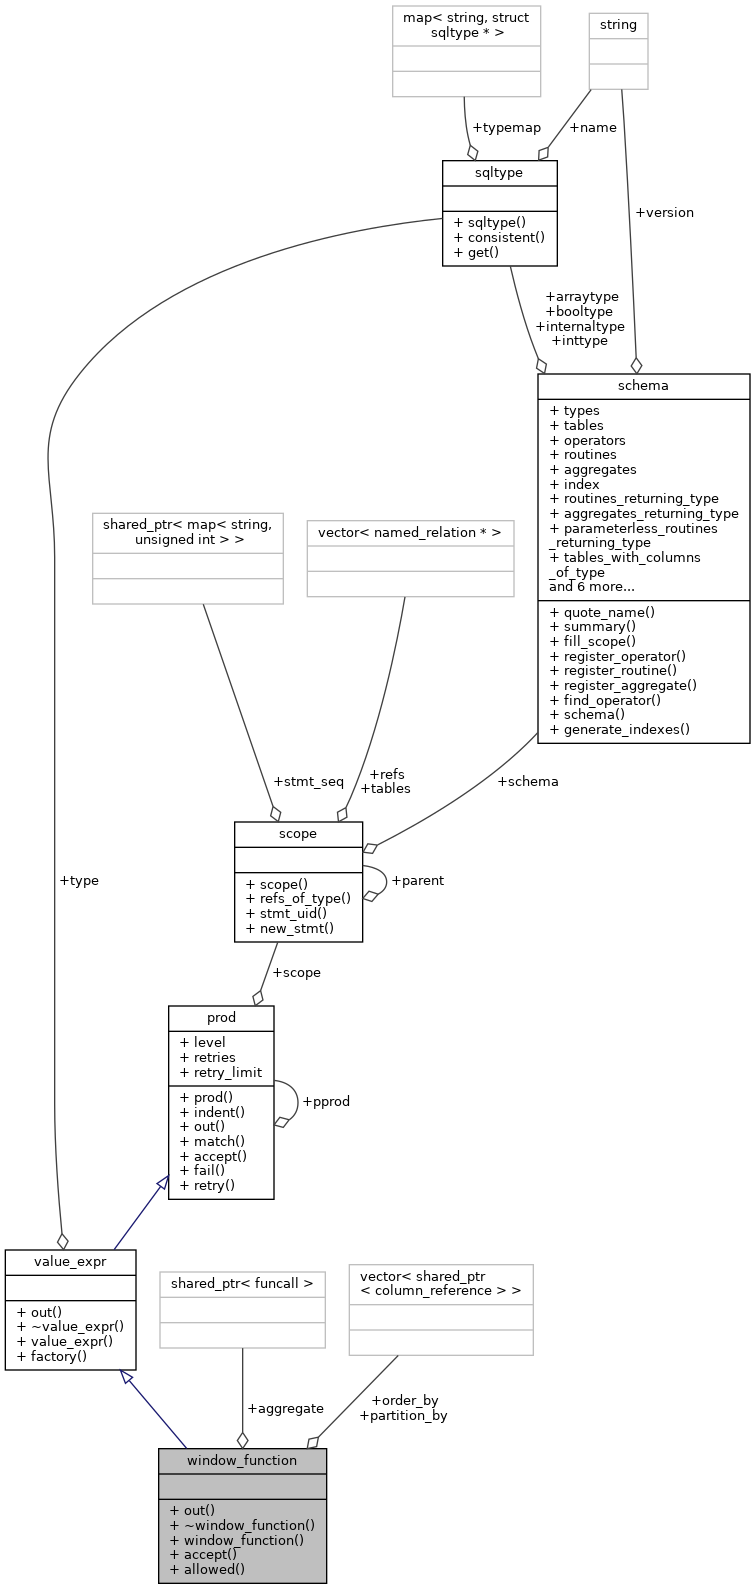 map< string, struct
sqltype * >
string
+typemap
+name
sqltype
+ sqltype()
+ consistent()
+ get()
+version
+arraytype
+booltype
+internaltype
+inttype
schema
+ types
+ tables
+ operators
+ routines
+ aggregates
+ index
+ routines_returning_type
+ aggregates_returning_type
+ parameterless_routines
_returning_type
+ tables_with_columns
_of_type
and 6 more...
+ quote_name()
+ summary()
+ fill_scope()
+ register_operator()
+ register_routine()
+ register_aggregate()
+ find_operator()
+ schema()
+ generate_indexes()
shared_ptr< map< string,
unsigned int > >
vector< named_relation * >
+stmt_seq
+refs
+tables
+schema
scope
+ scope()
+ refs_of_type()
+ stmt_uid()
+ new_stmt()
+parent
+type
+scope
prod
+ level
+ retries
+ retry_limit
+ prod()
+ indent()
+ out()
+ match()
+ accept()
+ fail()
+ retry()
+pprod
value_expr
+ out()
+ ~value_expr()
+ value_expr()
+ factory()
shared_ptr< funcall >
vector< shared_ptr
< column_reference > >
+aggregate
+order_by
+partition_by
window_function
+ out()
+ ~window_function()
+ window_function()
+ accept()
+ allowed()